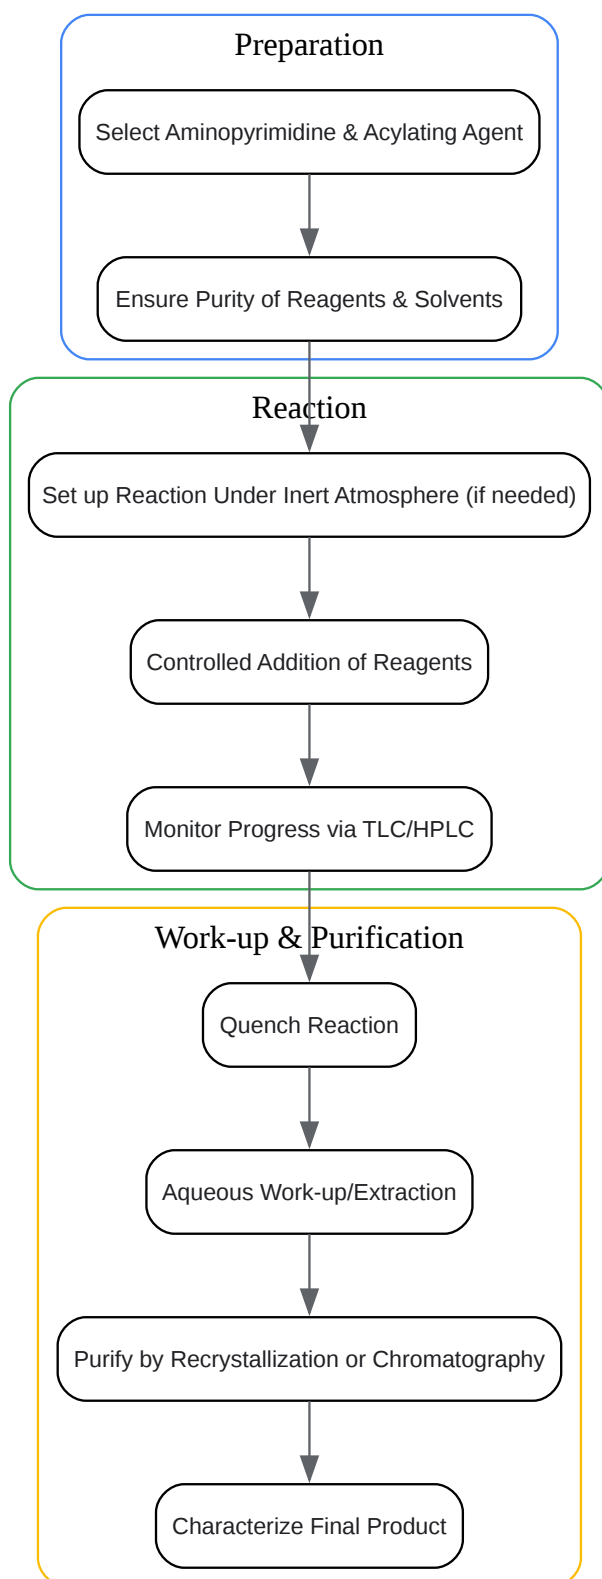 Preparation
Select Aminopyrimidine & Acylating Agent
Ensure Purity of Reagents & Solvents
Reaction
Set up Reaction Under Inert Atmosphere (if needed)
Controlled Addition of Reagents
Monitor Progress via TLC/HPLC
Work-up & Purification
Quench Reaction
Aqueous Work-up/Extraction
Purify by Recrystallization or Chromatography
Characterize Final Product